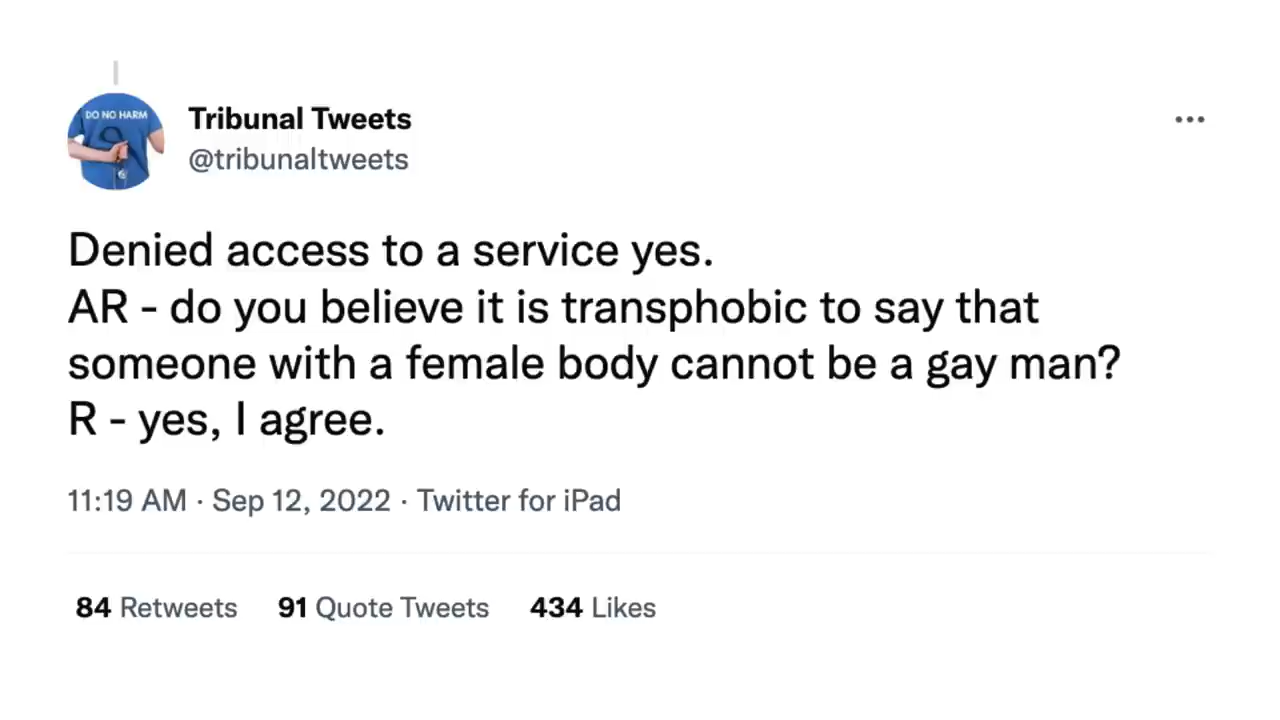 DO NO HARM
Tribunal Tweets
@tribunaltweets
Denied access to a service yes.
AR - do you believe it is transphobic to say that
someone with a female body cannot be a gay man?
R - yes, I agree.
11:19 AM · Sep 12, 2022 · Twitter for iPad
84 Retweets 91 Quote Tweets 434 Likes